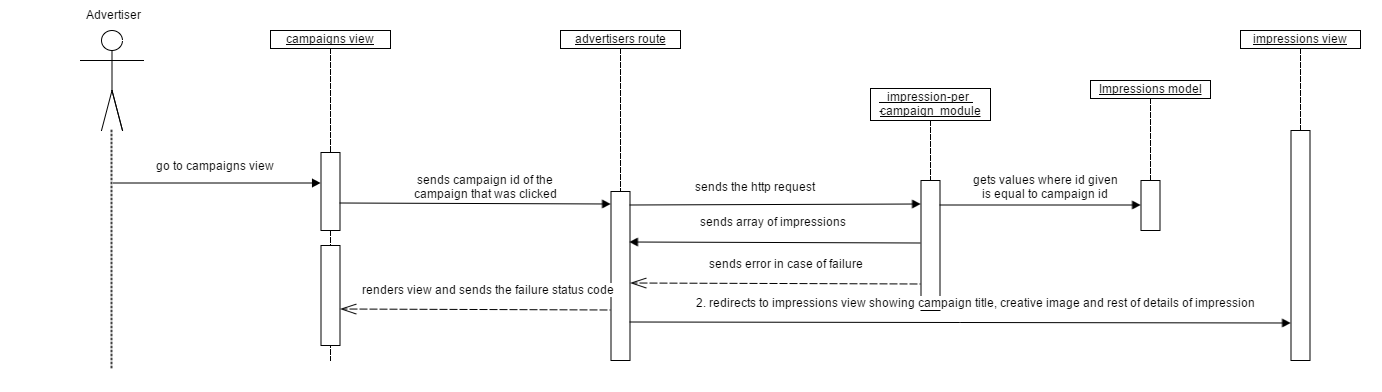 Advertiser
campaigns view
advertisers route
impressions view
impression-per
campaign_module
Impressions model
go to campaigns view
sends campaign id of the
campaign that was clicked
sends the http request
gets values where id given
is equal to campaign id
sends array of impressions
sends error in case of failure
renders view and sends the failure status code
2. redirects to impressions view showing campaign title, creative image and rest of details of impression